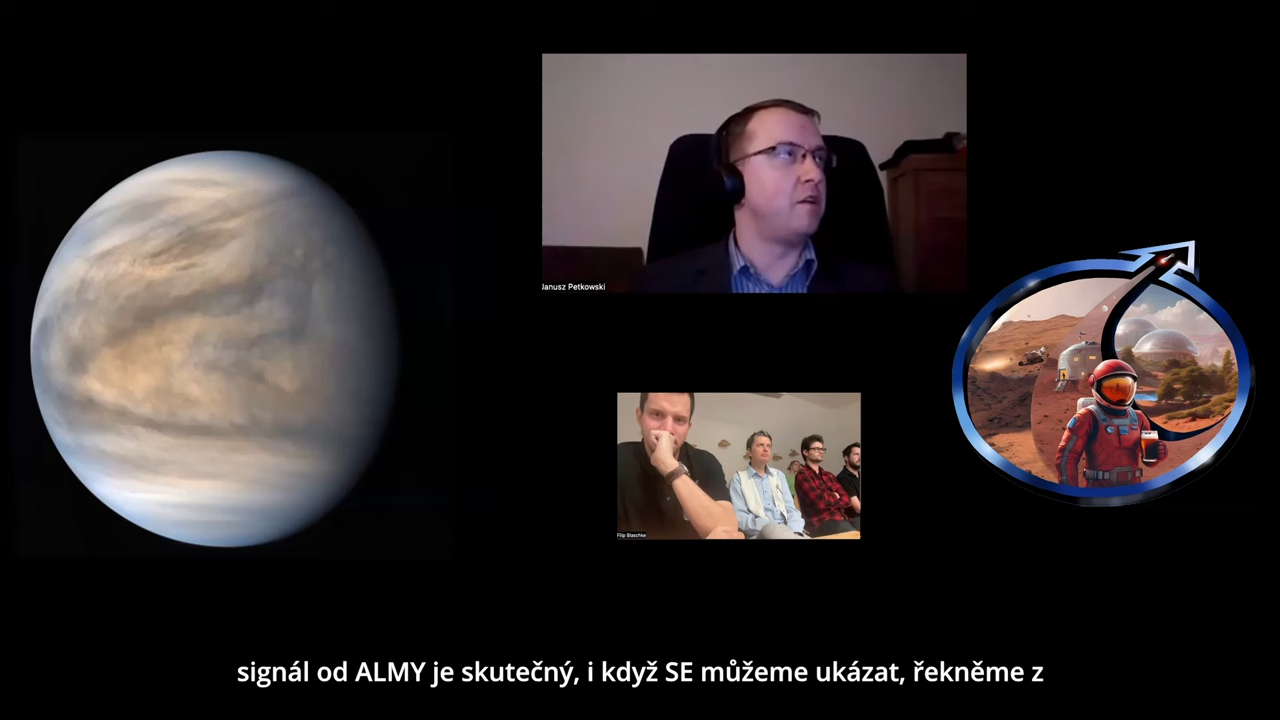 Janusz Petkowski
Filip Blaschke
signál od ALMY je skutečný, i když SE můžeme ukázat, řekněme z